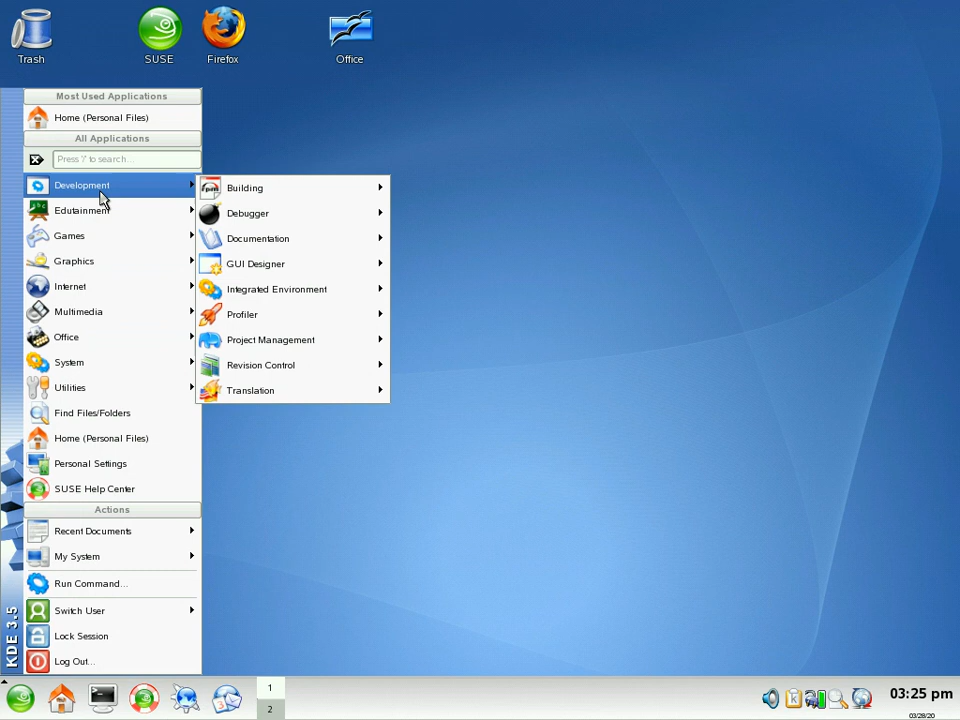 Trash
SUSE
Firefox
Office
Most Used Applications
Home (Personal Files)
All Applications
Press '/' to search...
Development
Edutainment
Games
Graphics
Internet
Multimedia
Office
System
Utilities
Find Files/Folders
Home (Personal Files)
Personal Settings
SUSE Help Center
Actions
Recent Documents
My System
Run Command...
Switch User
Lock Session
Log Out...
KDE 3.5
Building
Debugger
Documentation
GUI Designer
Integrated Environment
Profiler
Project Management
Revision Control
Translation
1
2
03:25 pm
03/28/20